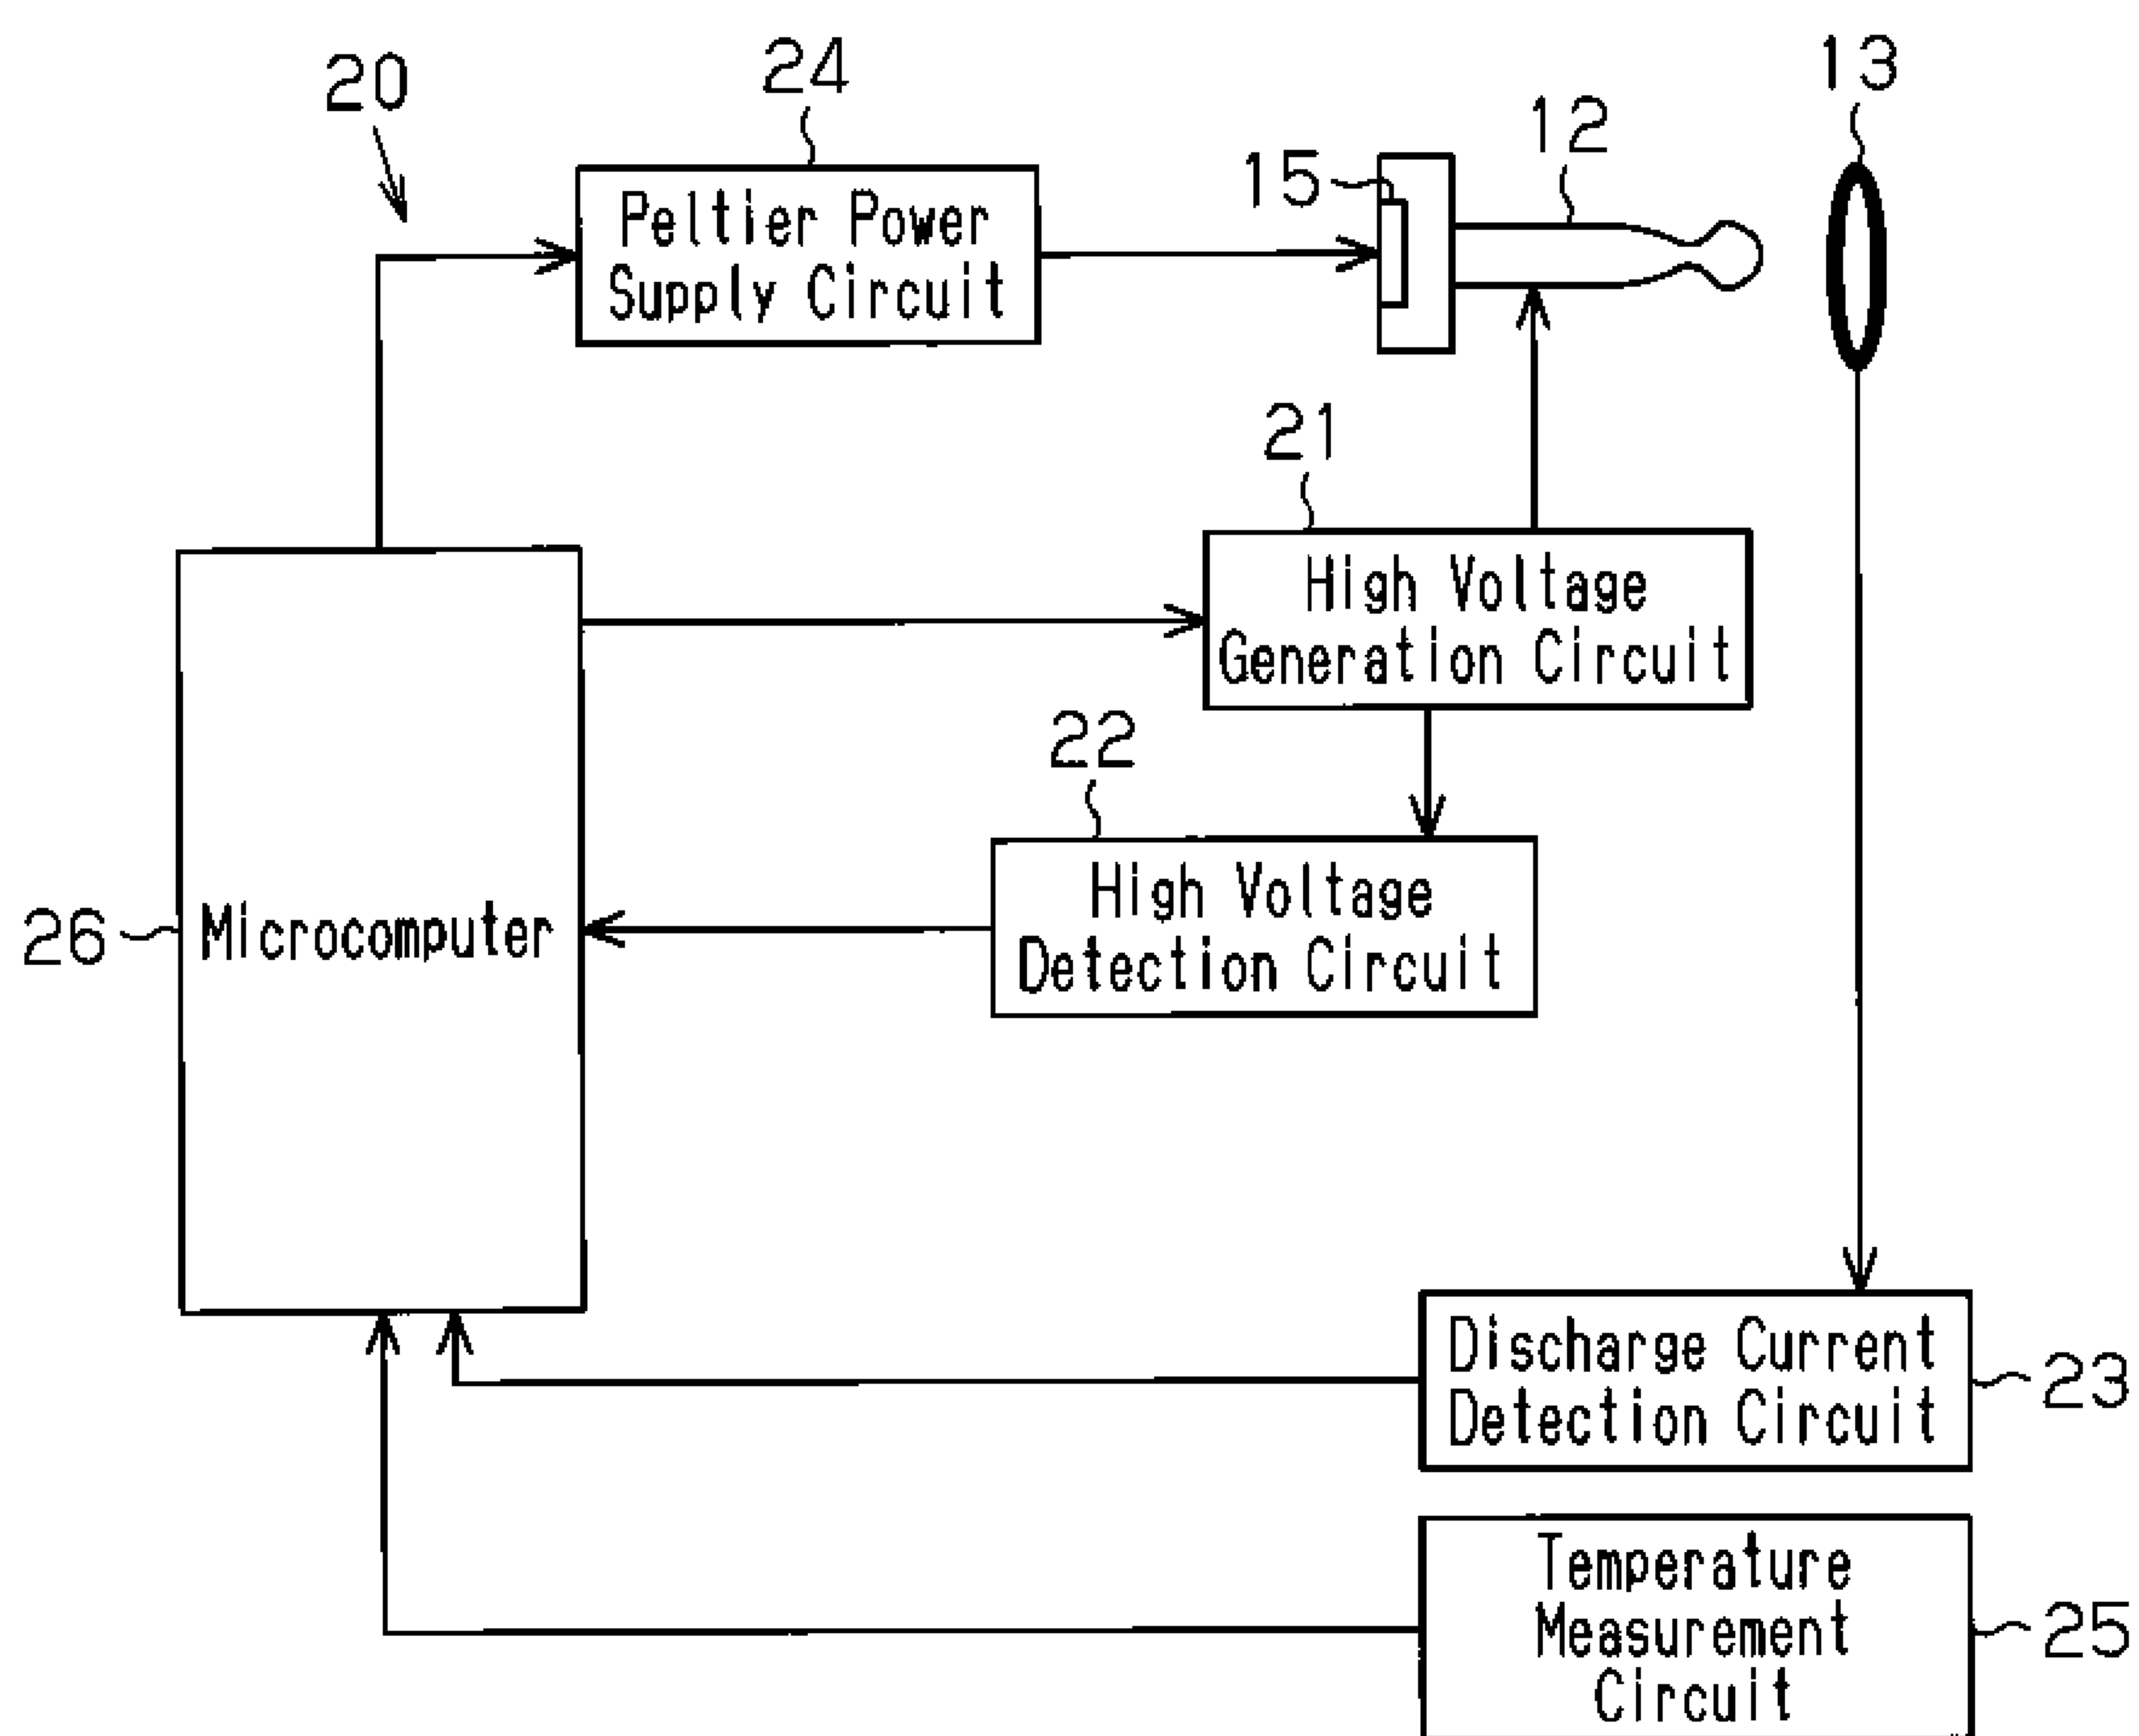 20
24
13
12
15
Peltier Power
Supply Circuit
21
High Voltage
Generation Circuit
22
High Voltage
Detection Circuit
26
Microcomputer
Discharge Current
Detection Circuit
23
Temperature
Measurement
Circuit
25